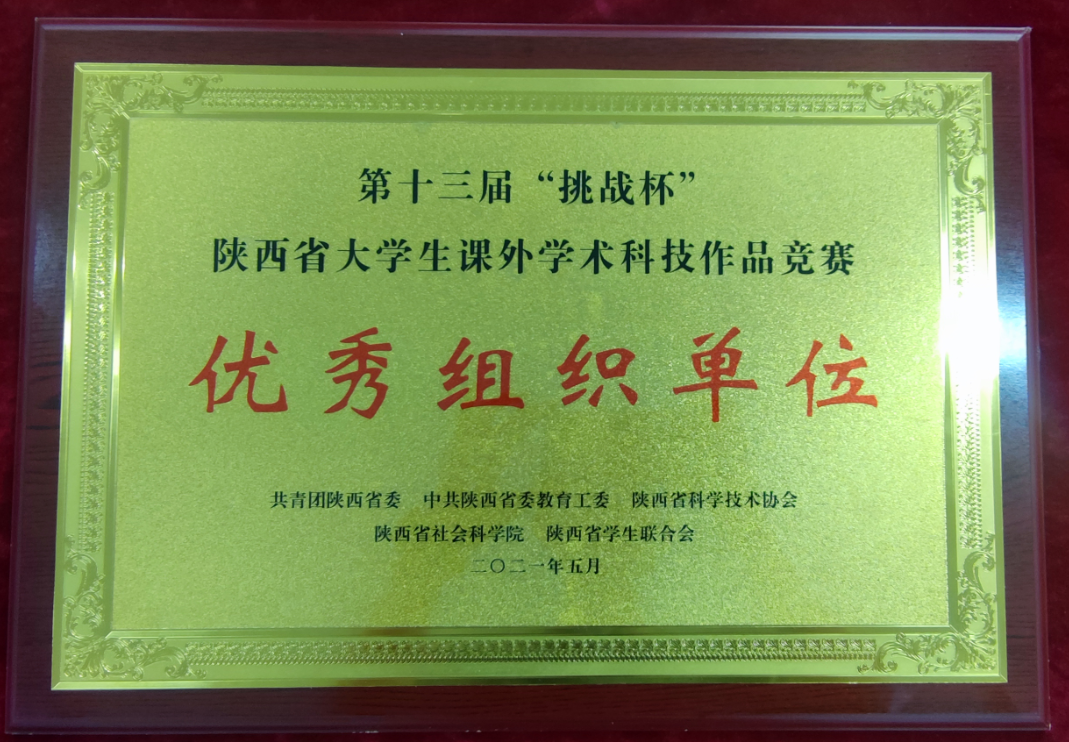 第十三届“挑战杯”
陕西省大学生课外学术科技作品竞赛
优秀组织单位
共青团陕西省委 中共陕西省委教育工委 陕西省科学技术协会
陕西省社会科学院 陕西省学生联合会
二〇二一年五月